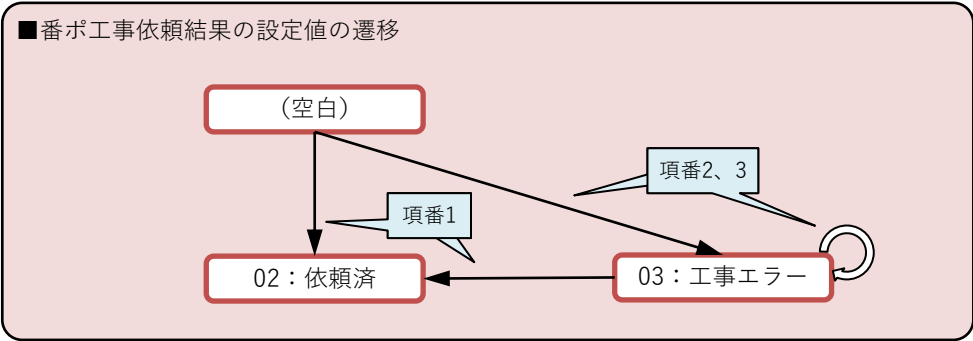 ■番ポ工事依頼結果の設定値の遷移
（空白）
項番2、3
項番1
02：依頼済
03：工事エラー